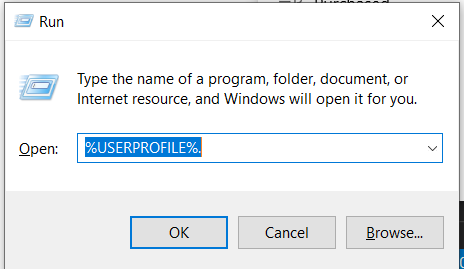 Purchased
Run
Type the name of a program, folder, document, or
Internet resource, and Windows will open it for you.
Open:
%USERPROFILE%.
OK
Cancel
Browse...